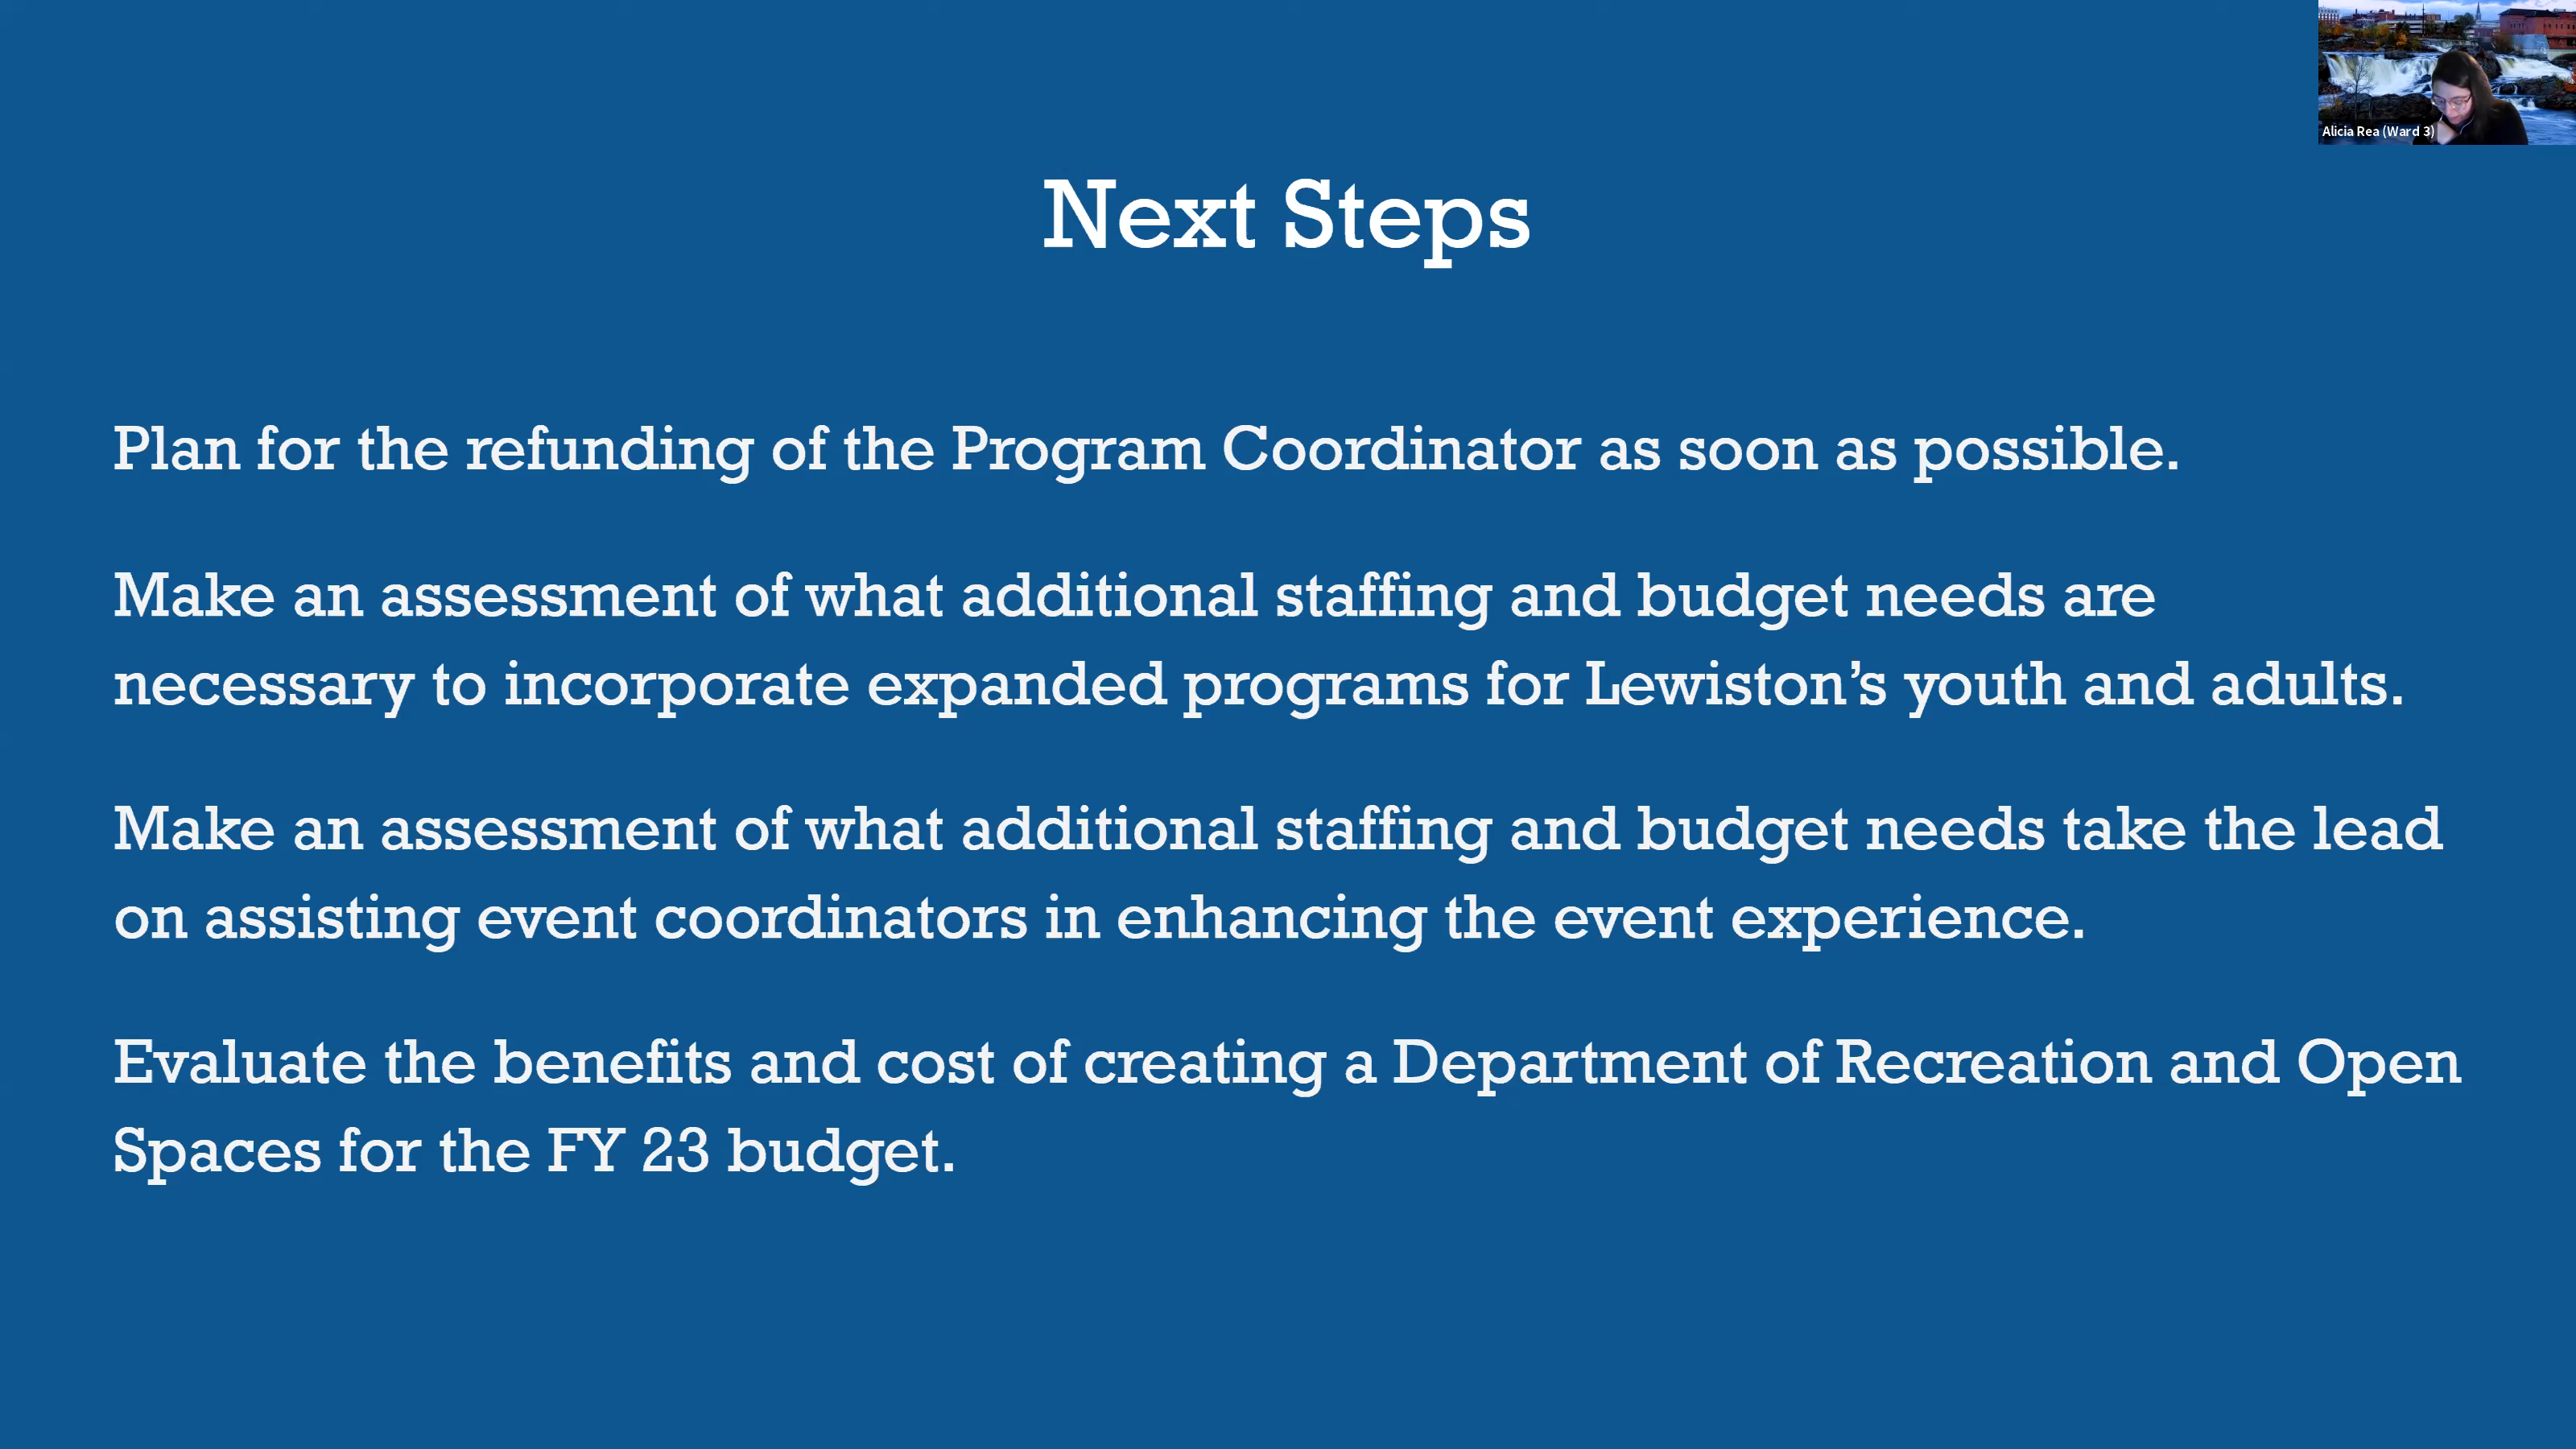 Alicia Rea (Ward 3)
Next Steps
Plan for the refunding of the Program Coordinator as soon as possible.
Make an assessment of what additional staffing and budget needs are
necessary to incorporate expanded programs for Lewiston’s youth and adults.
Make an assessment of what additional staffing and budget needs take the lead
on assisting event coordinators in enhancing the event experience.
Evaluate the benefits and cost of creating a Department of Recreation and Open
Spaces for the FY 23 budget.